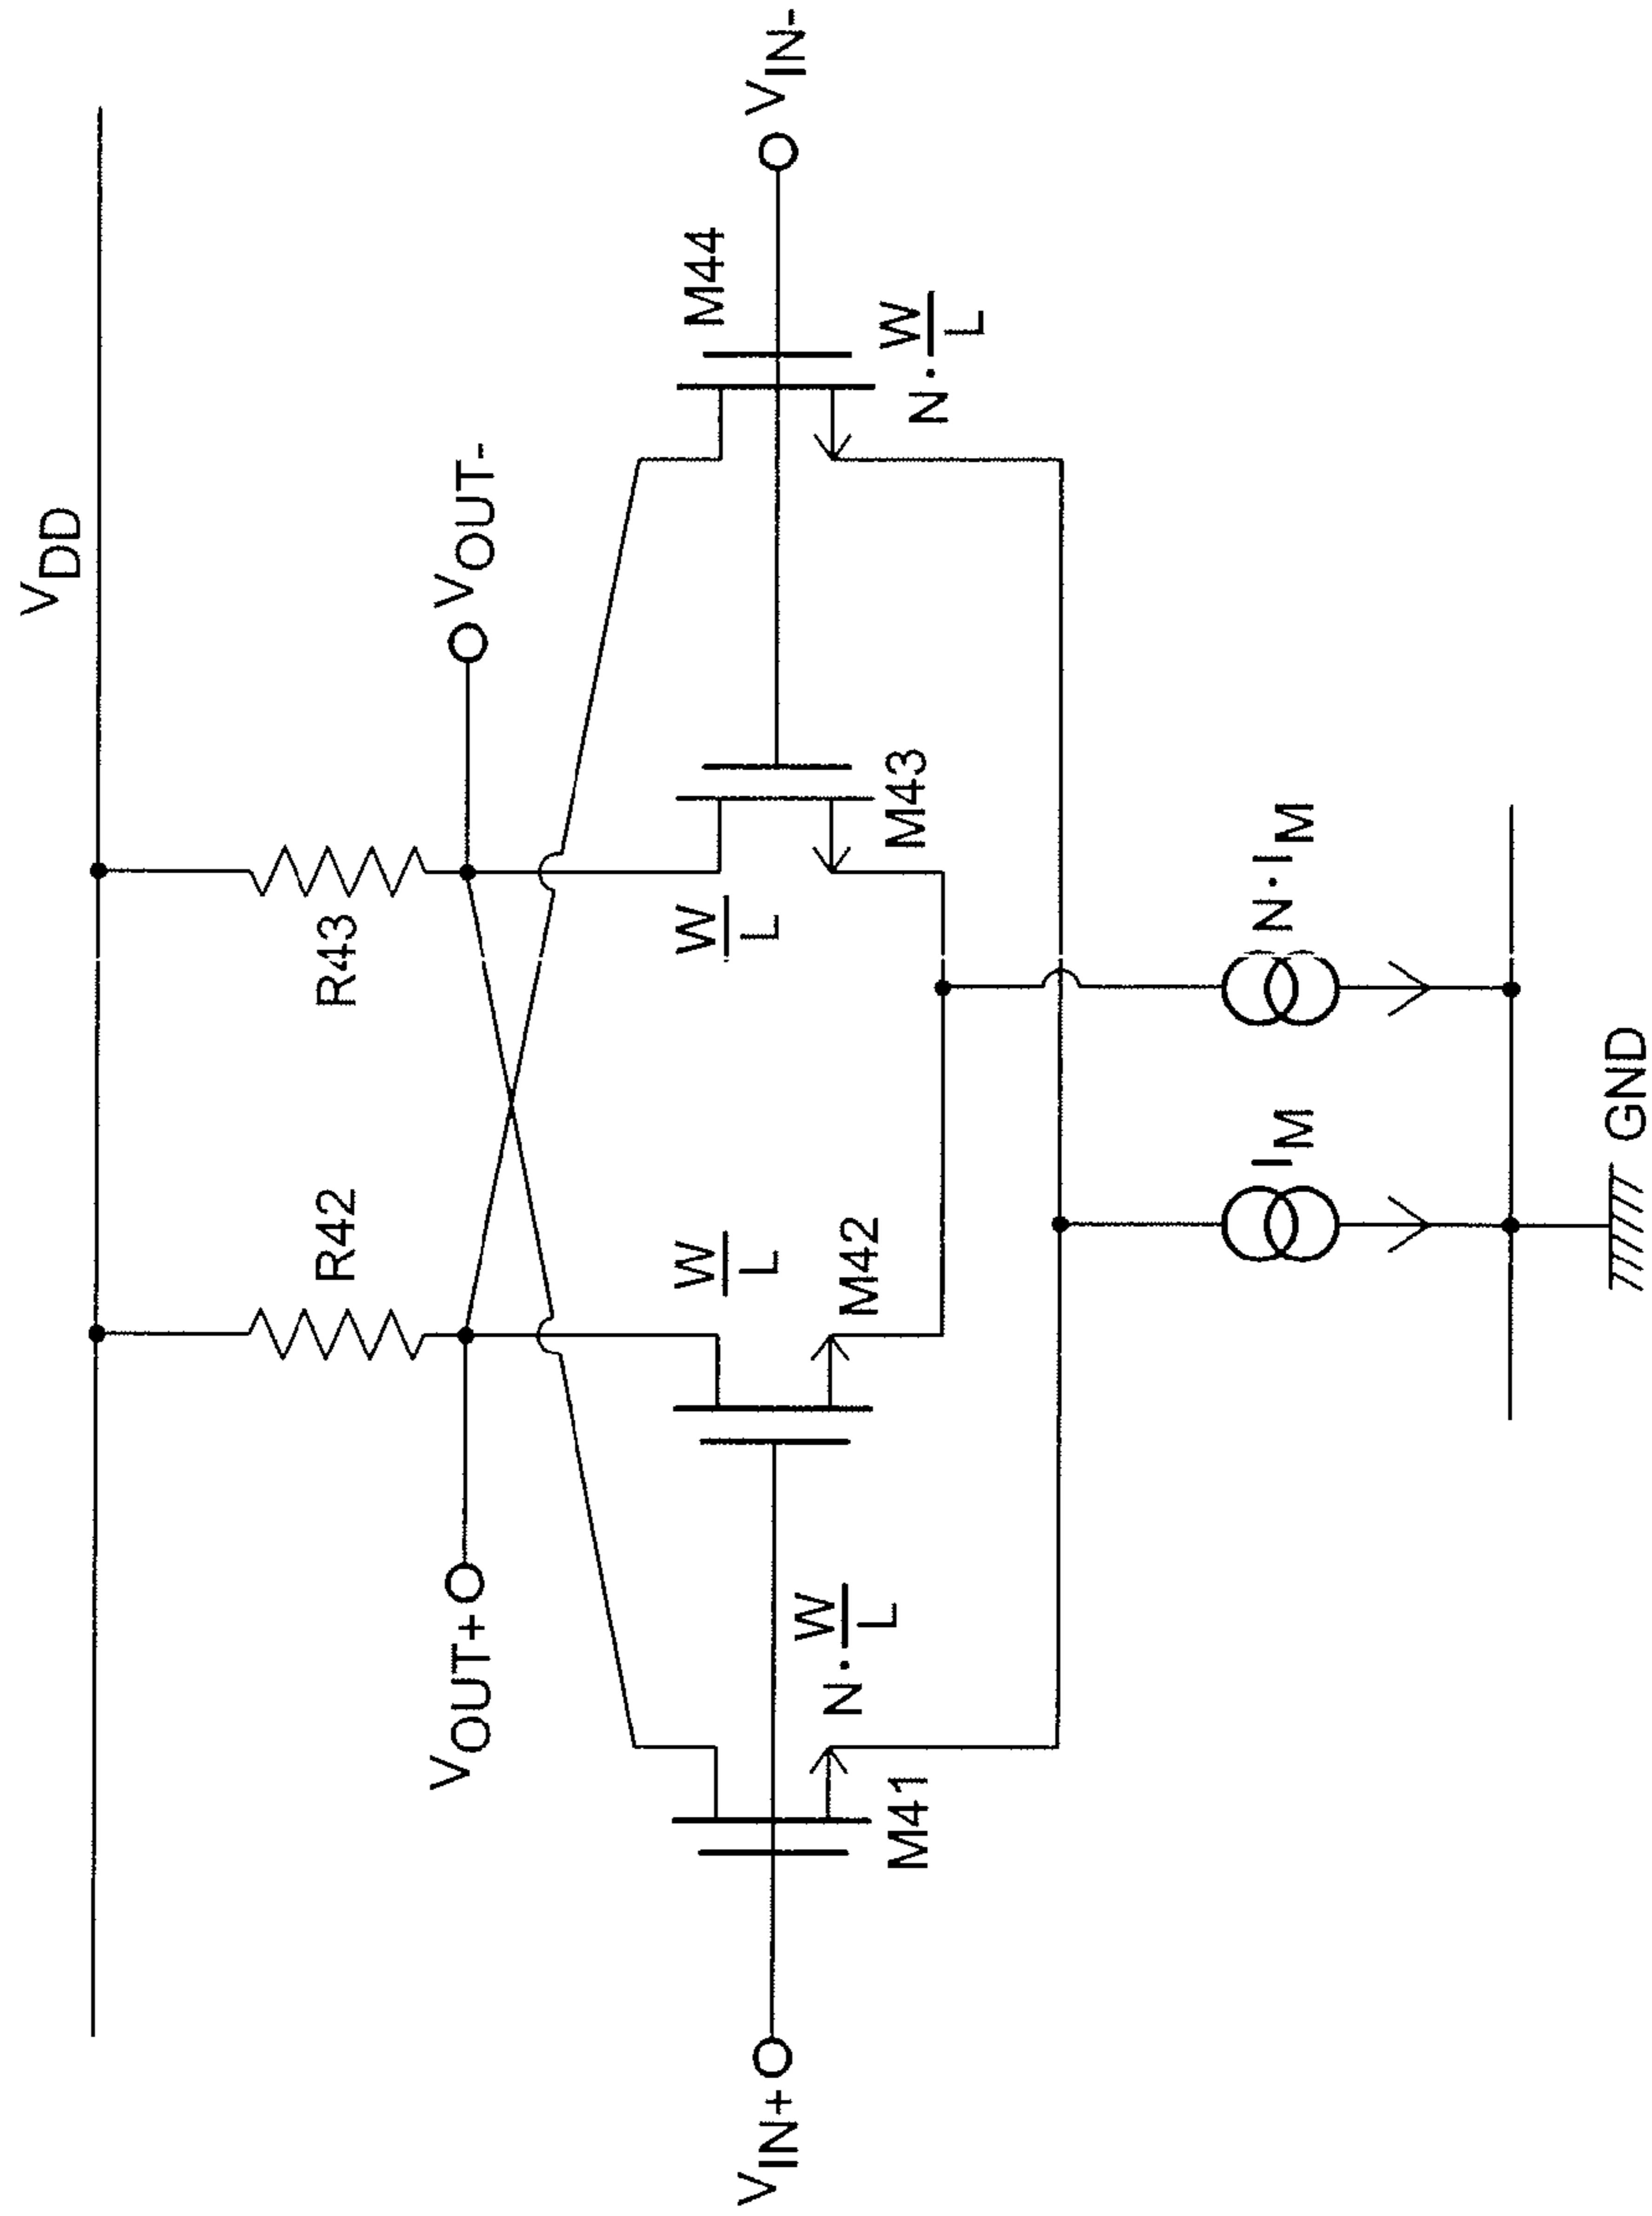 VDD
R42
R43
VOUT+
VOUT-
W/L
W/L
M44
M42
M43
N·W/L
N·W/L
M41
VIN+
VIN-
IM
N·IM
GND